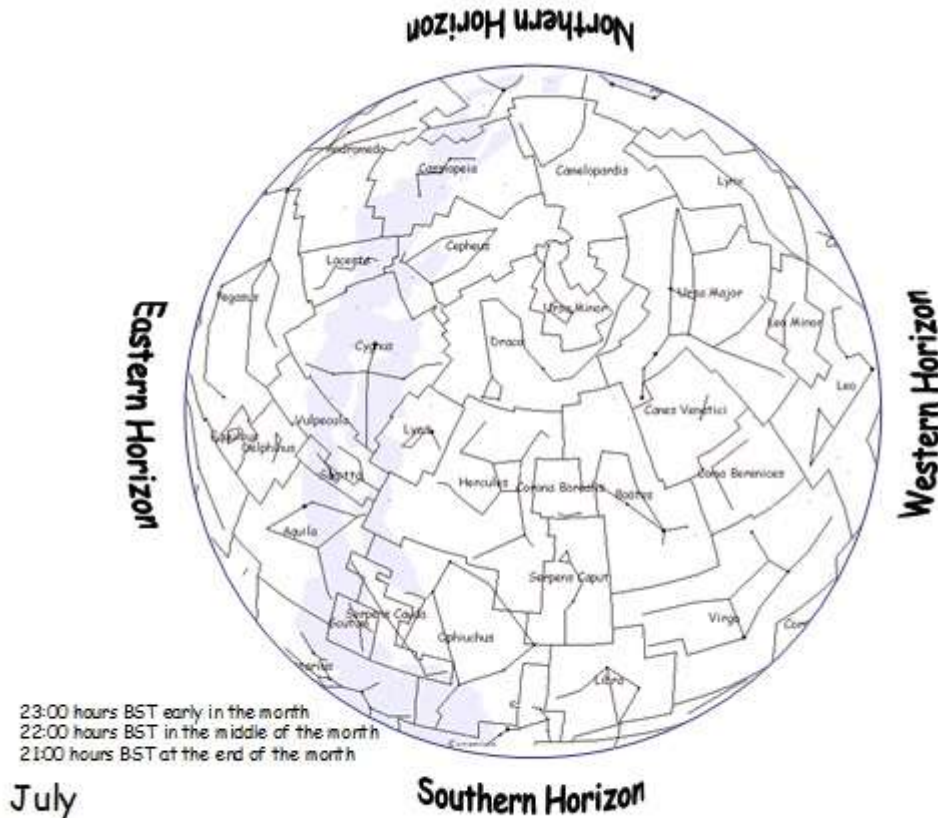 Northern Horizon
Andromeda
Cassiopeia
Camelopardis
Lynx
Cepheus
Lacerta
Pegasus
Ursa Major
Ursa Minor
Leo Minor
Eastern Horizon
Western Horizon
Cygnus
Draco
Leo
Canes Venatici
Vulpecula
Lyra
Delphinus
Sagitta
Hercules
Corona Borealis
Bootes
Coma Berenices
Aquila
Serpens Caput
Serpens Cauda
Scutum
Ophiuchus
Virgo
Libra
23:00 hours BST early in the month
22:00 hours BST in the middle of the month
21:00 hours BST at the end of the month
July
Southern Horizon